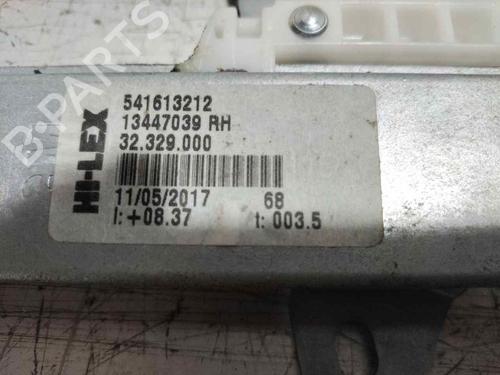 B-PARTS
HI-LEX
541613212
13447039 RH
32.329.000
11/05/2017 68
I:+08.37 t: 003.5